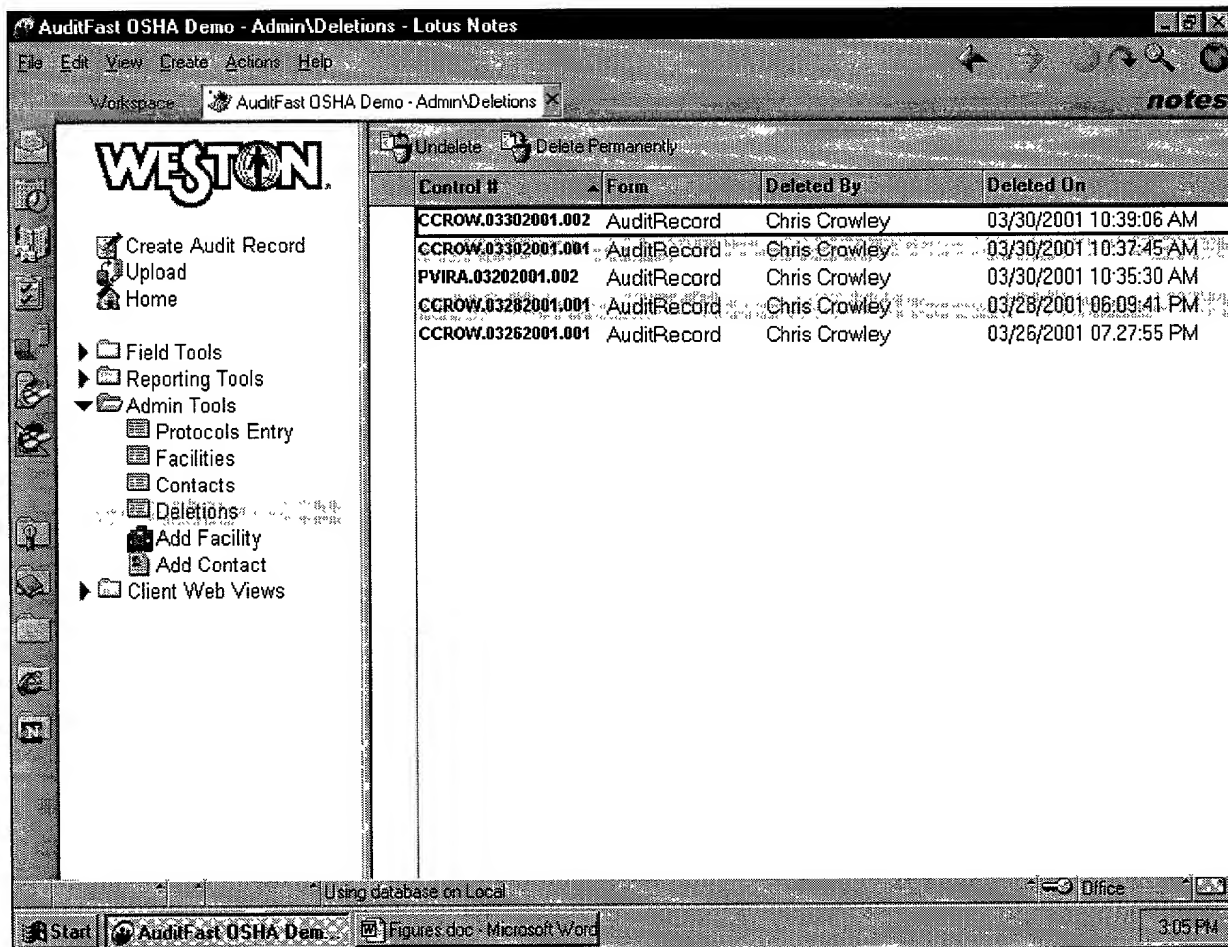 AuditFast OSHA Demo - Admin\Deletions - Lotus Notes
File Edit View Create Actions Help
Workspace AuditFast OSHA Demo - Admin\Deletions
notes
WESTON.
Create Audit Record
Upload
Home
Field Tools
Reporting Tools
Admin Tools
Protocols Entry
Facilities
Contacts
Deletions
Add Facility
Add Contact
Client Web Views
Undelete Delete Permanently
Control # Form Deleted By Deleted On
CCROW.03302001.002 AuditRecord Chris Crowley 03/30/2001 10:39:06 AM
CCROW.03302001.001 AuditRecord Chris Crowley 03/30/2001 10:37:45 AM
PVIRA.03202001.002 AuditRecord Chris Crowley 03/30/2001 10:35:30 AM
CCROW.03282001.001 AuditRecord Chris Crowley 03/28/2001 06:09:41 PM
CCROW.03262001.001 AuditRecord Chris Crowley 03/26/2001 07.27:55 PM
Using database on Local Office
Start AuditFast OSHA Dem... Figures.doc - Microsoft Word 3:05 PM